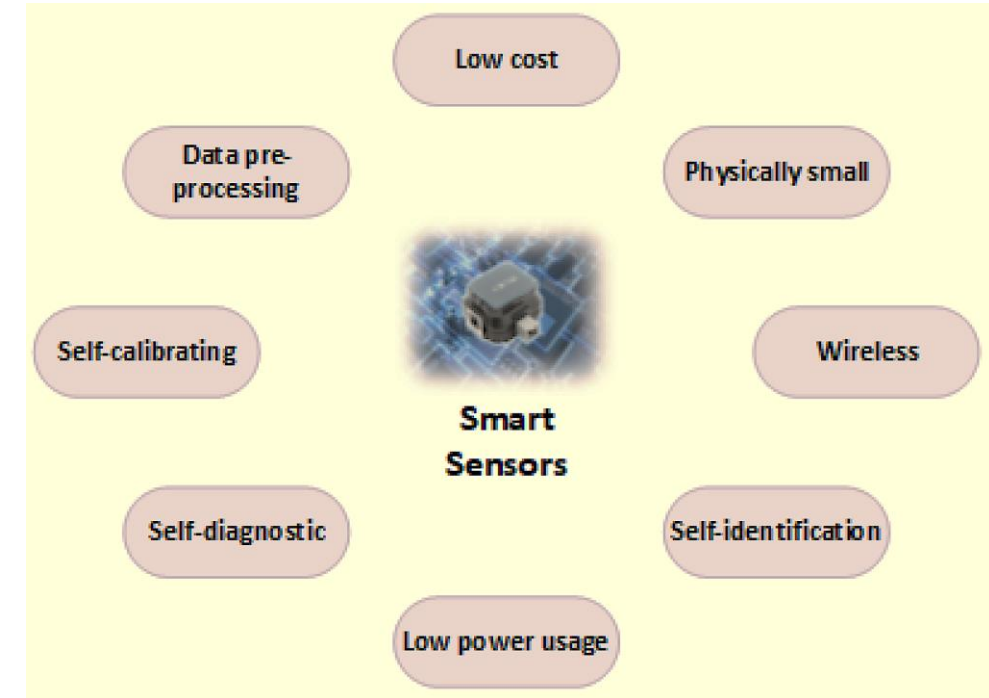 Low cost
Data pre-
processing
Physically small
Self-calibrating
Wireless
Smart
Sensors
Self-diagnostic
Self-identification
Low power usage